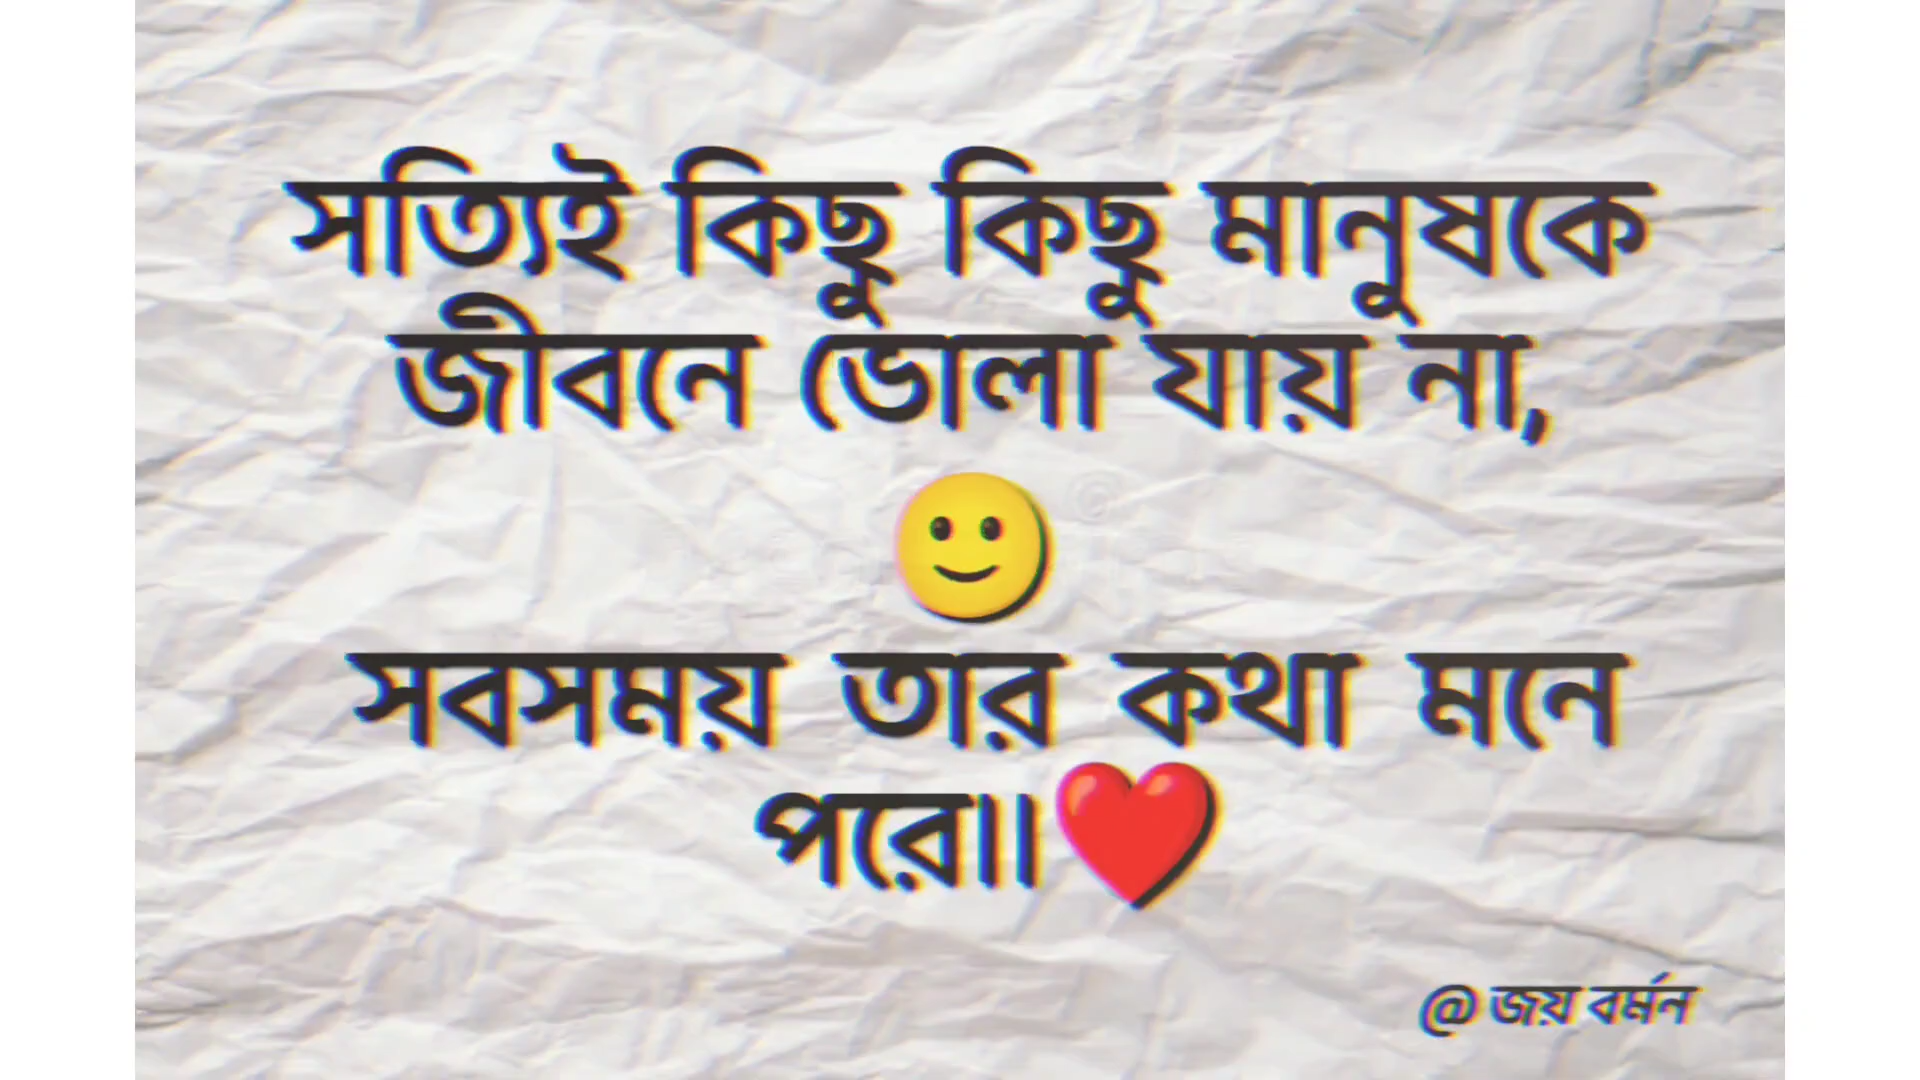 সত্যিই কিছু কিছু মানুষকে
জীবনে ভোলা যায় না,
🙂
সবসময় তার কথা মনে
পরে।।❤️
@ জয় বর্মন